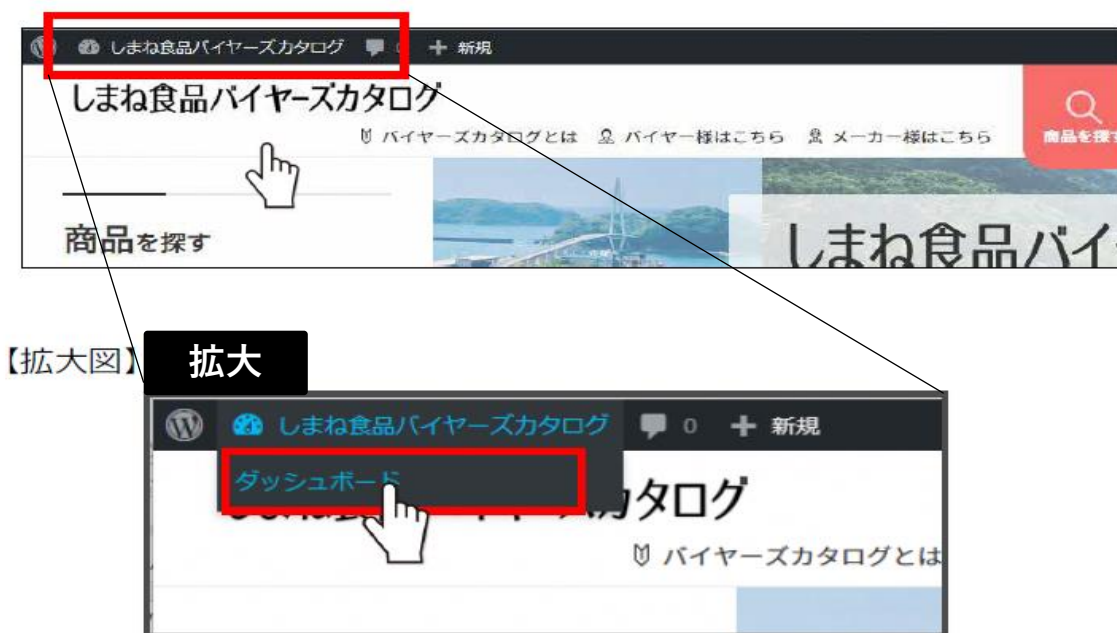 しまね食品バイヤーズカタログ 0 新規
しまね食品バイヤーズカタログ
バイヤーズカタログとは バイヤー様はこちら メーカー様はこちら
商品を探す
商品を探す
しまね食品バイ
【拡大図】
拡大
しまね食品バイヤーズカタログ 0 新規
ダッシュボード
タログ
バイヤーズカタログとは